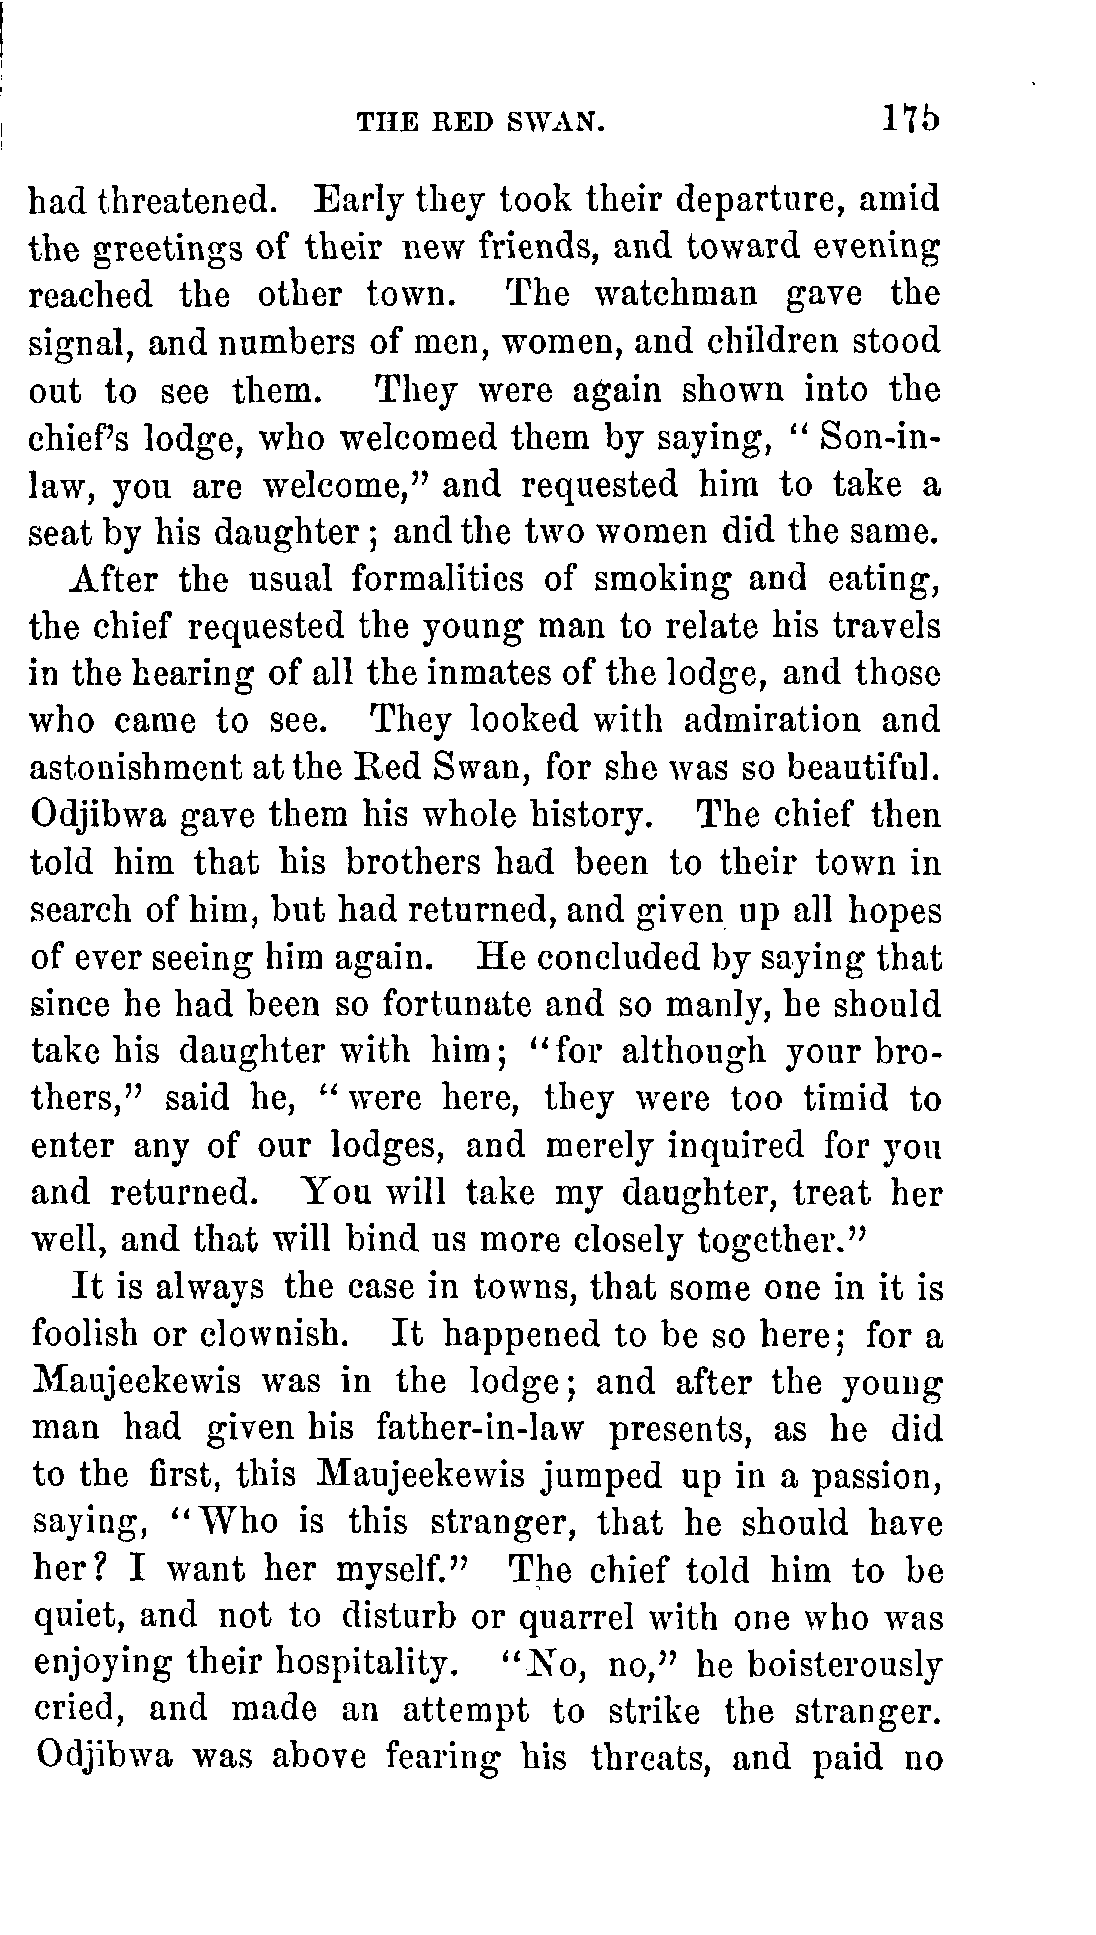 THE RED SWAN. 175
had threatened. Early they took their departure, amid
the greetings of their new friends, and toward evening
reached the other town. The watchman gave the
signal, and numbers of men, women, and children stood
out to see them. They were again shown into the
chief's lodge, who welcomed them by saying, " Son-in-
law, you are welcome," and requested him to take a
seat by his daughter ; and the two women did the same.
After the usual formalities of smoking and eating,
the chief requested the young man to relate his travels
in the hearing of all the inmates of the lodge, and those
who came to see. They looked with admiration and
astonishment at the Red Swan, for she was so beautiful.
Odjibwa gave them his whole history. The chief then
told him that his brothers had been to their town in
search of him, but had returned, and given up all hopes
of ever seeing him again. He concluded by saying that
since he had been so fortunate and so manly, he should
take his daughter with him; "for although your bro-
thers," said he, " were here, they were too timid to
enter any of our lodges, and merely inquired for you
and returned. You will take my daughter, treat her
well, and that will bind us more closely together."
It is always the case in towns, that some one in it is
foolish or clownish. It happened to be so here; for a
Maujeekewis was in the lodge; and after the young
man had given his father-in-law presents, as he did
to the first, this Maujeekewis jumped up in a passion,
saying, "Who is this stranger, that he should have
her? I want her myself." The chief told him to be
quiet, and not to disturb or quarrel with one who was
enjoying their hospitality. "No, no," he boisterously
cried, and made an attempt to strike the stranger.
Odjibwa was above fearing his threats, and paid no